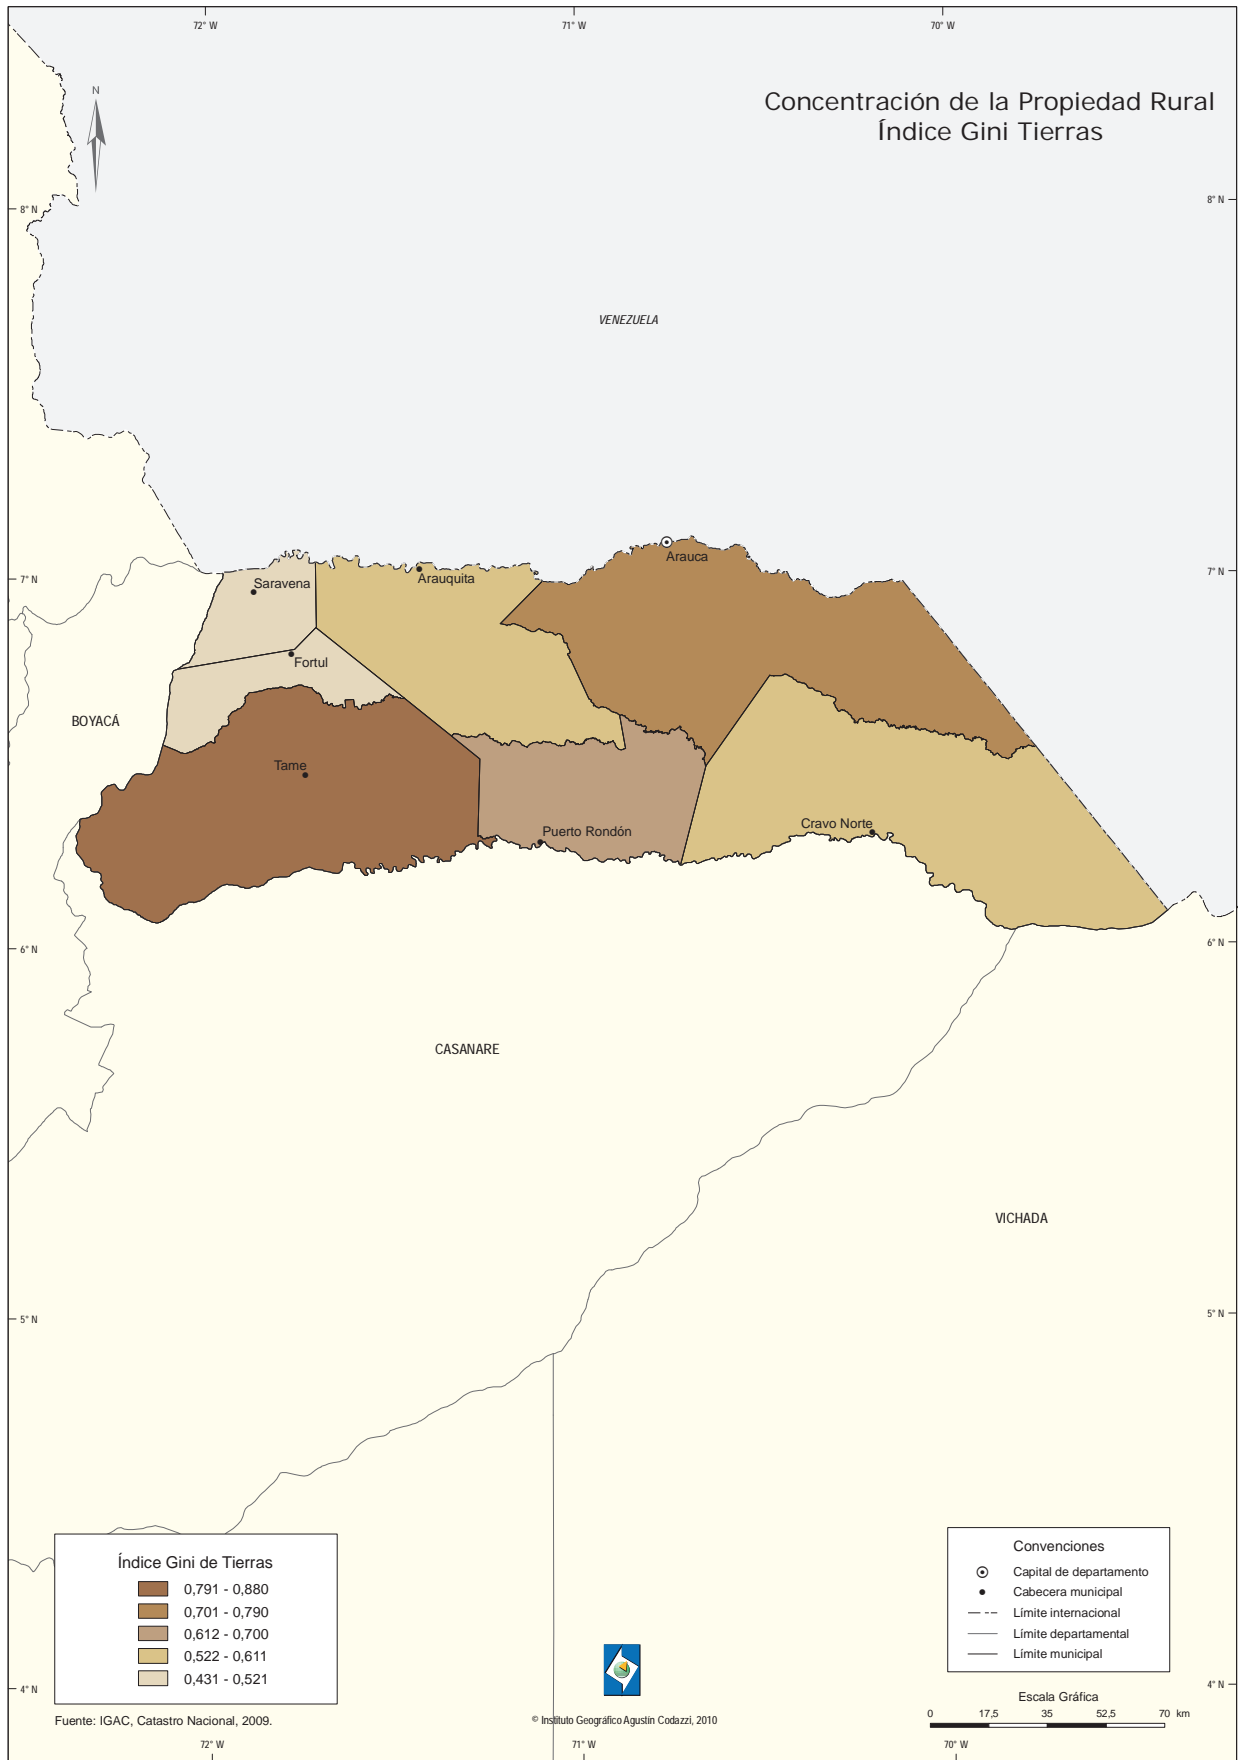 72° W
71° W
70° W
N
Concentración de la Propiedad Rural
Índice Gini Tierras
8° N
8° N
VENEZUELA
Arauca
7° N
7° N
Saravena
Arauquita
Fortul
BOYACÁ
Tame
Puerto Rondón
Cravo Norte
6° N
6° N
CASANARE
VICHADA
5° N
5° N
Índice Gini de Tierras
0,791 - 0,880
0,701 - 0,790
0,612 - 0,700
0,522 - 0,611
0,431 - 0,521
Convenciones
Capital de departamento
Cabecera municipal
Límite internacional
Límite departamental
Límite municipal
4° N
4° N
Escala Gráfica
0 17,5 35 52,5 70 km
Fuente: IGAC, Catastro Nacional, 2009.
© Instituto Geográfico Agustín Codazzi, 2010
72° W
71° W
70° W